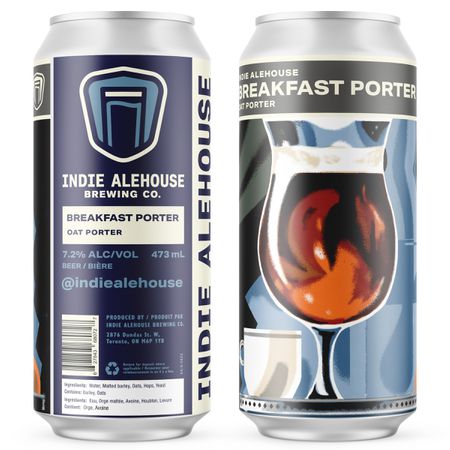 INDIE ALEHOUSE
BREWING CO.
BREAKFAST PORTER
OAT PORTER
7.2% ALC/VOL 473 mL
BEER / BIÈRE
@indiealehouse
PRODUCED BY / PRODUIT PAR
INDIE ALEHOUSE BREWING CO.
2876 Dundas St. W,
Toronto, ON M6P 1Y8
Ingredients: Water, Malted barley, Oats, Hops, Yeast
Contains: Barley, Oats
Ingredients: Eau, Orge maltée, Avoine, Houblon, Levure
Contient: Orge, Avoine
INDIE ALEHOUSE
INDIE ALEHOUSE
BREAKFAST PORTER
OAT PORTER